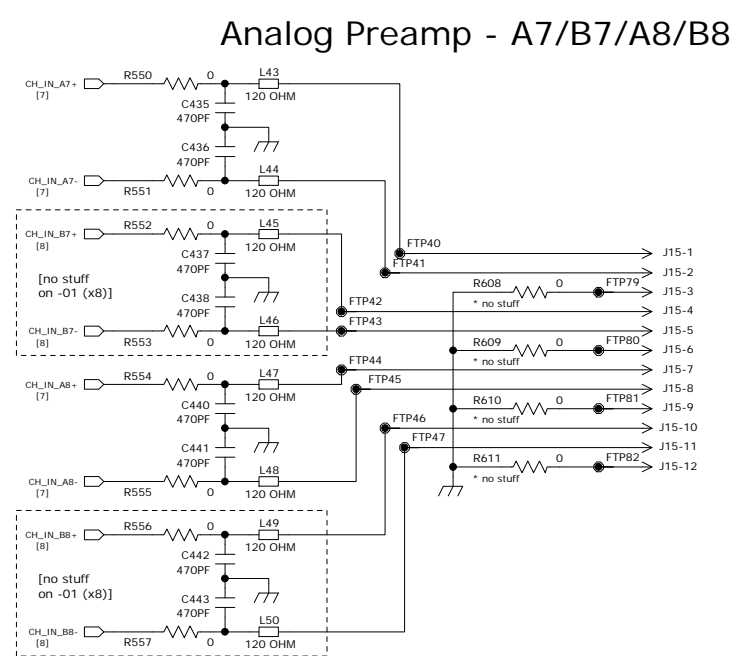 Analog Preamp - A7/B7/A8/B8
CH_IN_A7+
[7]
R550
0
L43
120 OHM
C435
470PF
C436
470PF
CH_IN_A7-
[7]
R551
0
L44
120 OHM
CH_IN_B7+
[8]
R552
0
L45
120 OHM
C437
470PF
[no stuff
on -01 (x8)]
C438
470PF
CH_IN_B7-
[8]
R553
0
L46
120 OHM
CH_IN_A8+
[7]
R554
0
L47
120 OHM
C440
470PF
C441
470PF
CH_IN_A8-
[7]
R555
0
L48
120 OHM
CH_IN_B8+
[8]
R556
0
L49
120 OHM
C442
470PF
[no stuff
on -01 (x8)]
C443
470PF
CH_IN_B8-
[8]
R557
0
L50
120 OHM
FTP40
J15-1
FTP41
J15-2
R608
0
* no stuff
FTP79
J15-3
FTP42
J15-4
FTP43
J15-5
R609
0
* no stuff
FTP80
J15-6
FTP44
J15-7
FTP45
J15-8
R610
0
* no stuff
FTP81
J15-9
FTP46
J15-10
FTP47
J15-11
R611
0
* no stuff
FTP82
J15-12